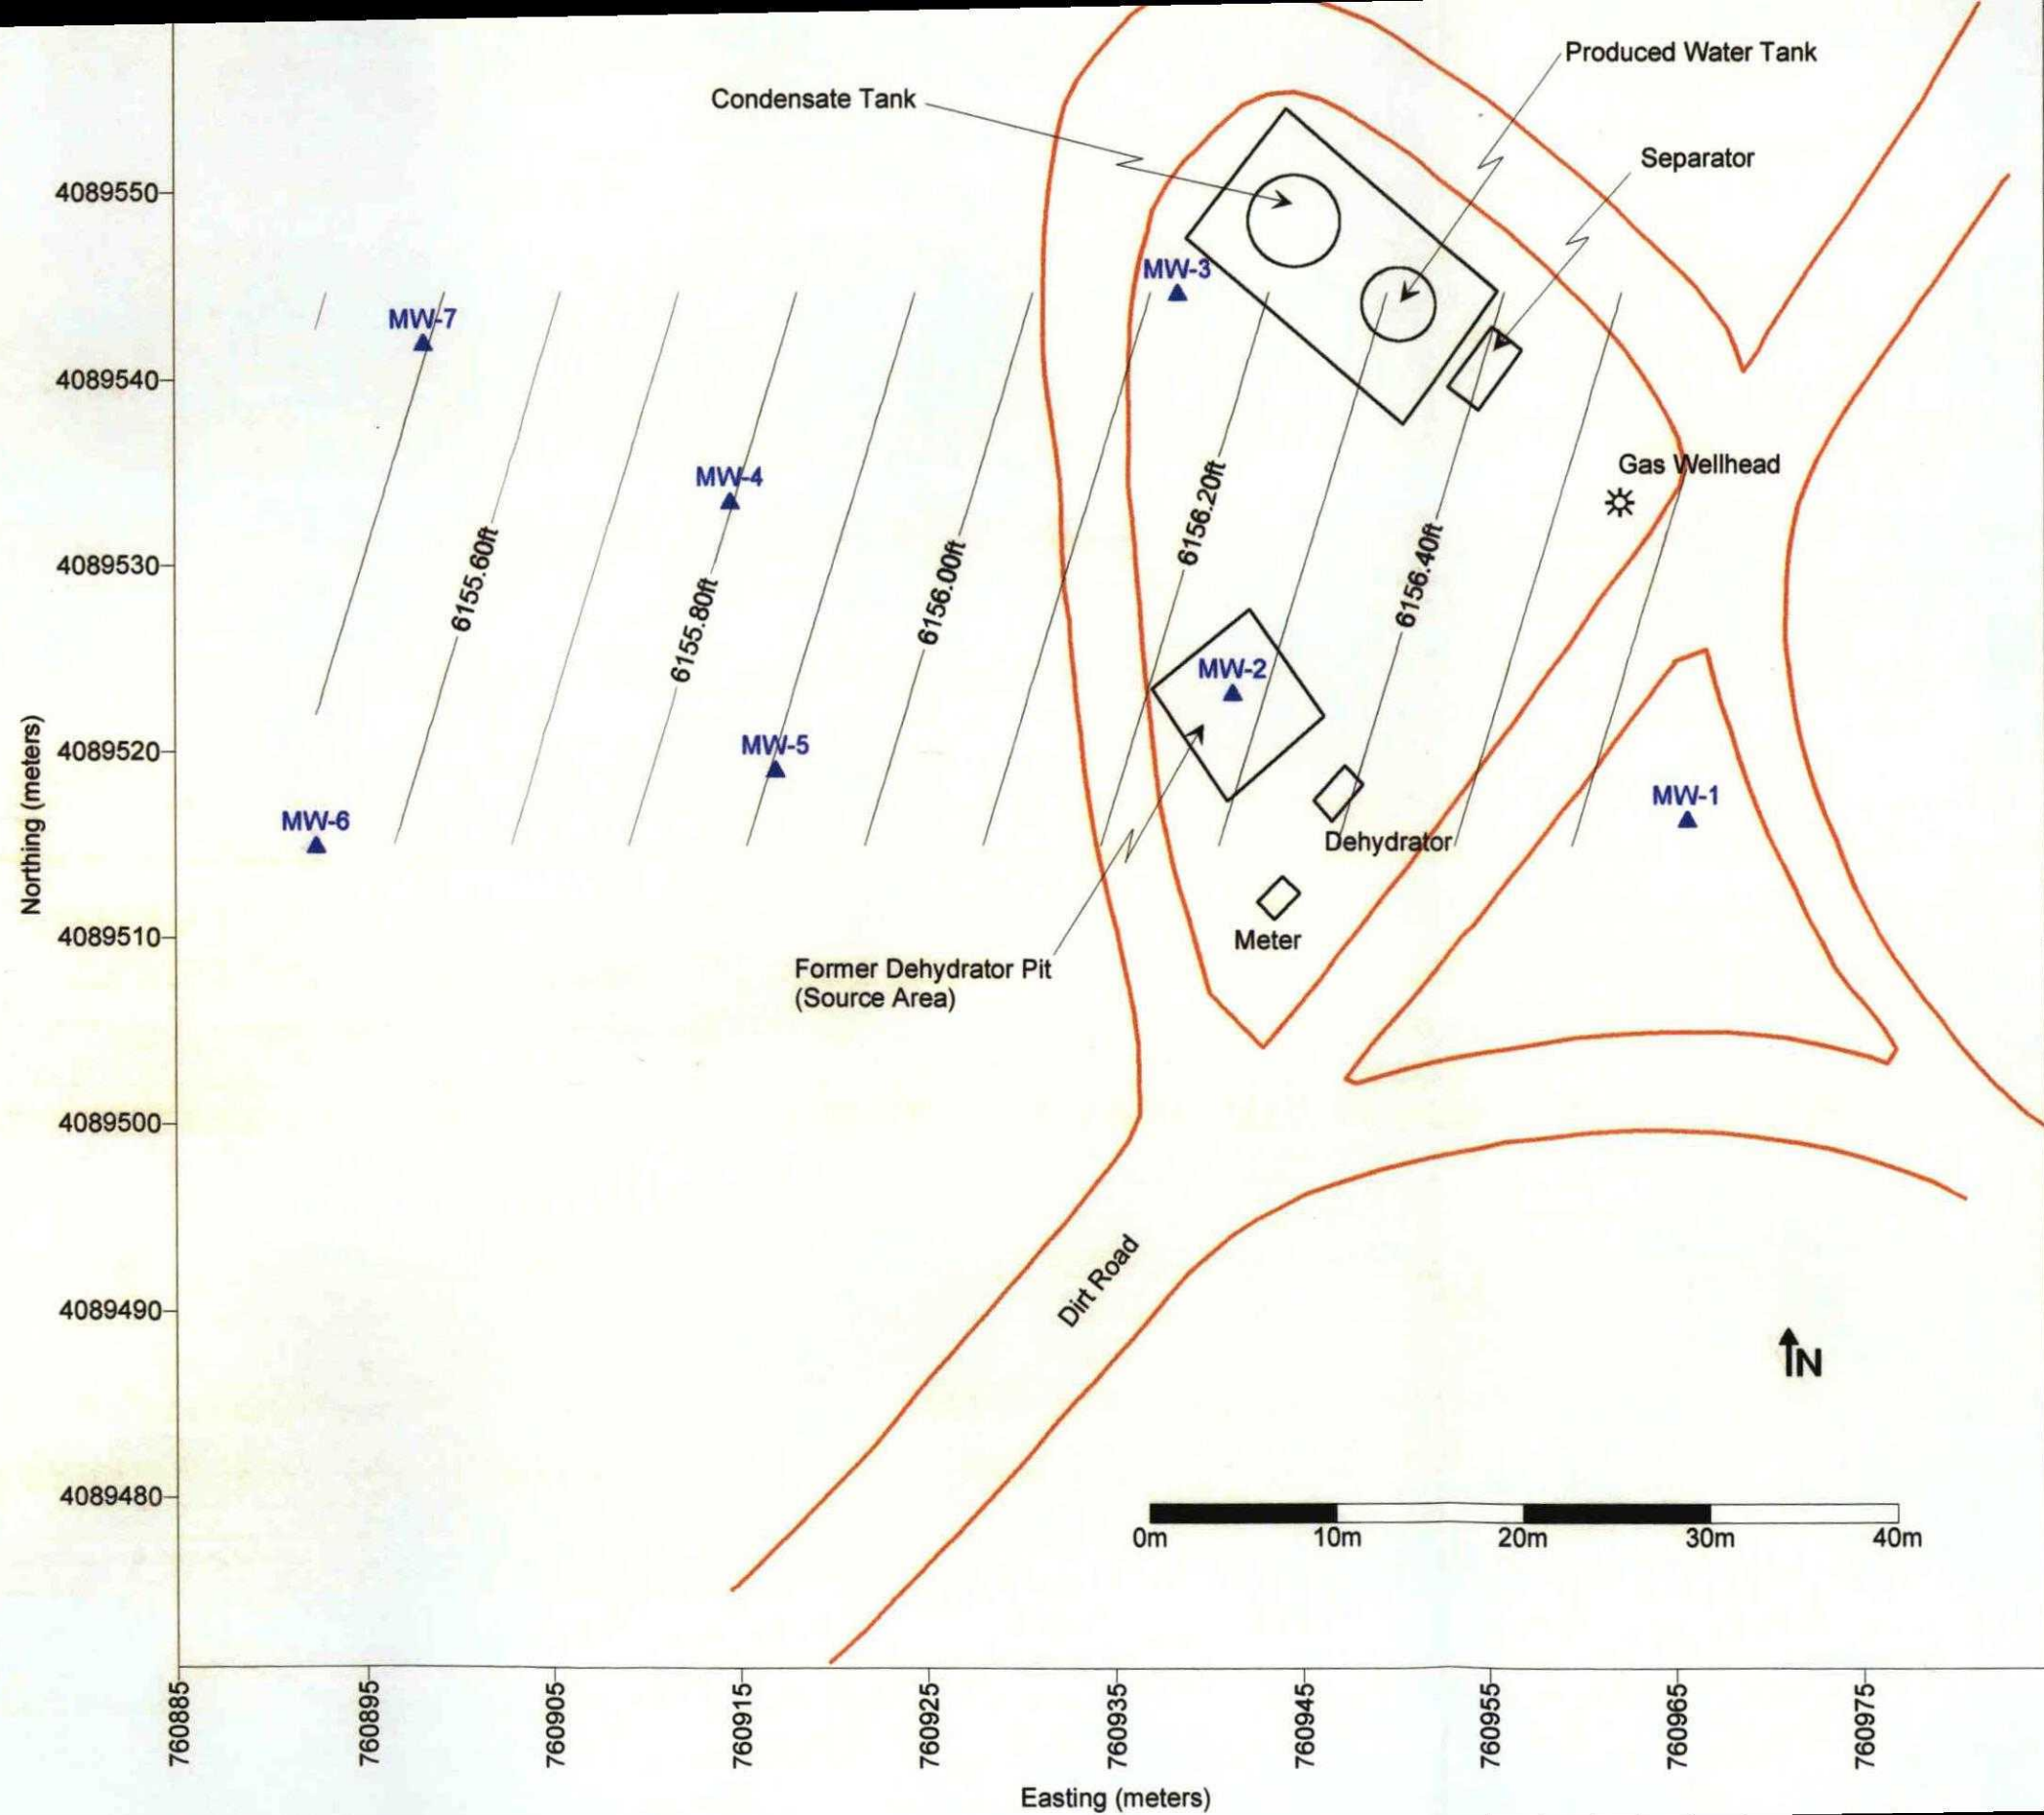 Produced Water Tank
Condensate Tank
Separator
4089550
MW-3
MW-7
4089540
Gas Wellhead
MW-4
6156.20ft
6156.40ft
6155.60ft
6156.00ft
6155.80ft
4089530
MW-2
4089520
MW-5
MW-1
MW-6
Dehydrator
Northing (meters)
4089510
Meter
Former Dehydrator Pit
(Source Area)
4089500
Dirt Road
4089490
N
4089480
0m 10m 20m 30m 40m
760885 760895 760905 760915 760925 760935 760945 760955 760965 760975
Easting (meters)